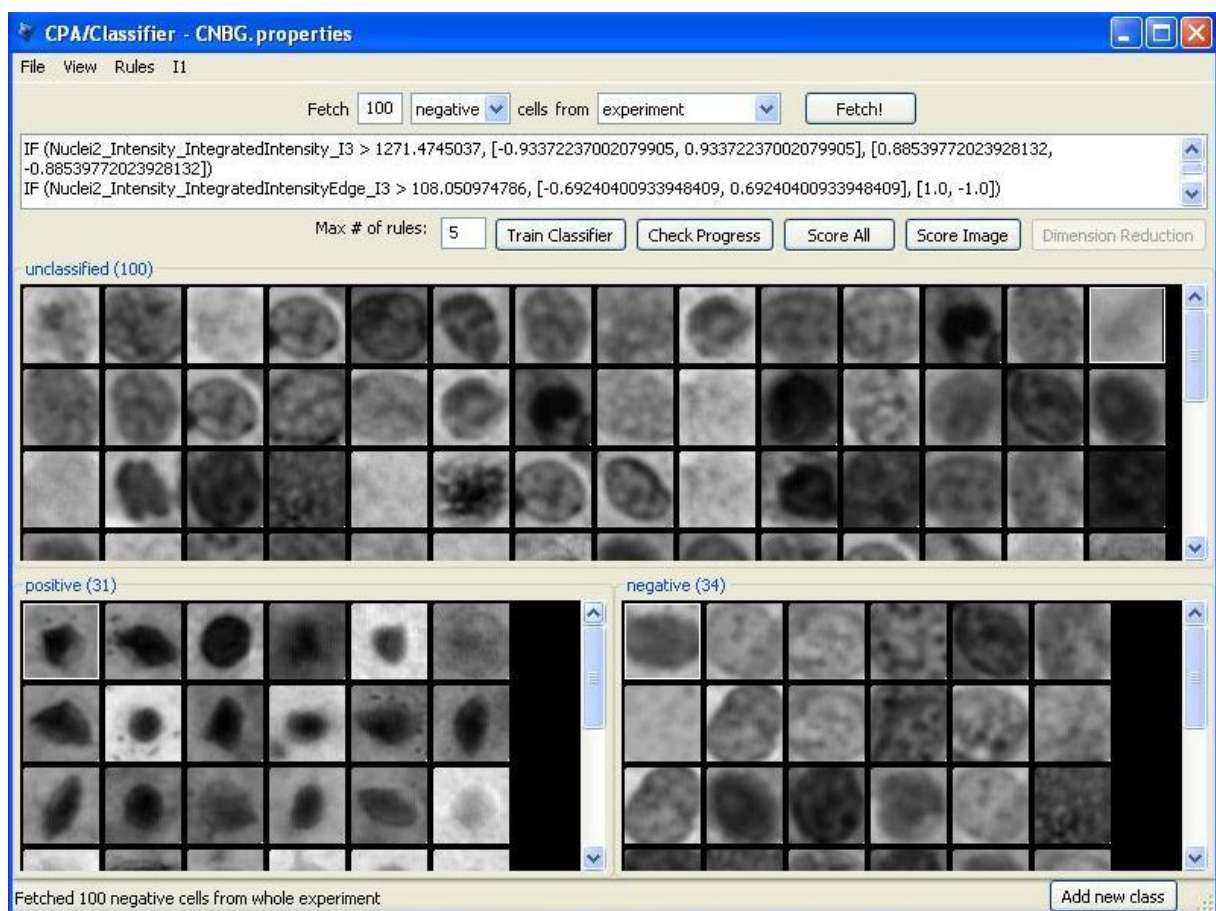 CPA/Classifier - CNBG.properties
File View Rules I1
Fetch 100 negative cells from experiment Fetch!
IF (Nuclei2_Intensity_IntegratedIntensity_I3 > 1271.4745037, [-0.93372237002079905, 0.93372237002079905], [0.88539772023928132,
-0.88539772023928132])
IF (Nuclei2_Intensity_IntegratedIntensityEdge_I3 > 108.050974786, [-0.69240400933948409, 0.69240400933948409], [1.0, -1.0])
Max # of rules: 5 Train Classifier Check Progress Score All Score Image Dimension Reduction
unclassified (100)
positive (31) negative (34)
Fetched 100 negative cells from whole experiment Add new class